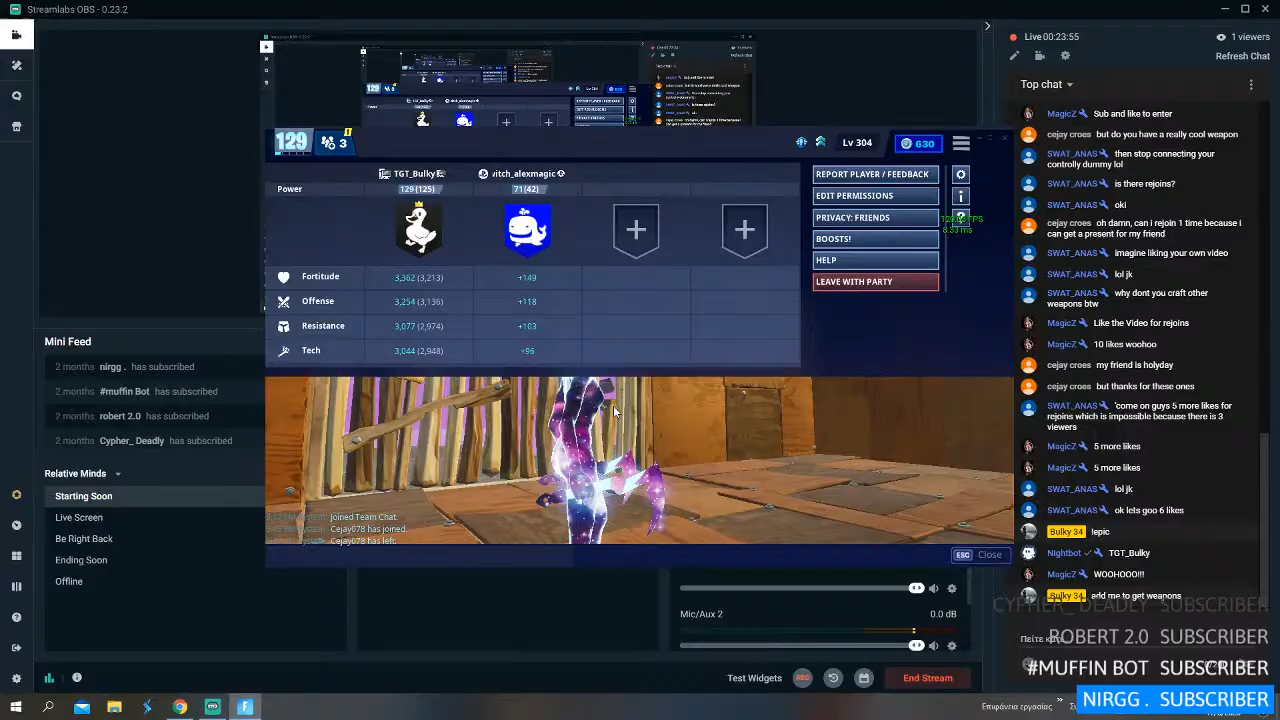 Streamlabs OBS - 0.23.2
Live 00:23:55
1 viewers
Refresh Chat
Top chat
MagicZ sub and like to enter
cejay croes but do you have a really cool weapon
SWAT_ANAS then stop connecting your
controlly dummy lol
SWAT_ANAS is there rejoins?
SWAT_ANAS oki
cejay croes oh damn, can i rejoin 1 time because i
can get a present for my friend
SWAT_ANAS Imagine liking your own video
SWAT_ANAS lol jk
SWAT_ANAS why dont you craft other
weapons btw
MagicZ Like the Video for rejoins
MagicZ 10 likes woohoo
cejay croes my friend is holyday
cejay croes but thanks for these ones
SWAT_ANAS 'come on guys 5 more likes for
rejoins which is impossible because there is 3
viewers
MagicZ 5 more likes
MagicZ 5 more likes
SWAT_ANAS lol jk
SWAT_ANAS ok lets goo 6 likes
Bulky 34 !epic
Nightbot TGT_Bulky
MagicZ WOOHOOO!!!
Bulky 34 add me to get weapons
129
3
Lv 304
630
TGT_Bulky
vitch_alexmagic
Power
129 (125)
71(42)
Fortitude 3,362 (3,213) +149
Offense 3,254 (3,136) +118
Resistance 3,077 (2,974) +103
Tech 3,044 (2,948) +96
REPORT PLAYER / FEEDBACK
EDIT PERMISSIONS
PRIVACY: FRIENDS
BOOSTS!
HELP
LEAVE WITH PARTY
8.33 ms
Joined Team Chat.
Cejay078 has joined.
Cejay078 has left.
ESC Close
Mini Feed
2 months nirgg . has subscribed
2 months #muffin Bot has subscribed
2 months robert 2.0 has subscribed
2 months Cypher_ Deadly has subscribed
Relative Minds
Starting Soon
Live Screen
Be Right Back
Ending Soon
Offline
Mic/Aux 2
0.0 dB
Test Widgets
REC
End Stream
CYPHER_ DEADLY SUBSCRIBER
ROBERT 2.0 SUBSCRIBER
#MUFFIN BOT SUBSCRIBER
NIRGG . SUBSCRIBER
Επιφάνεια εργασίας